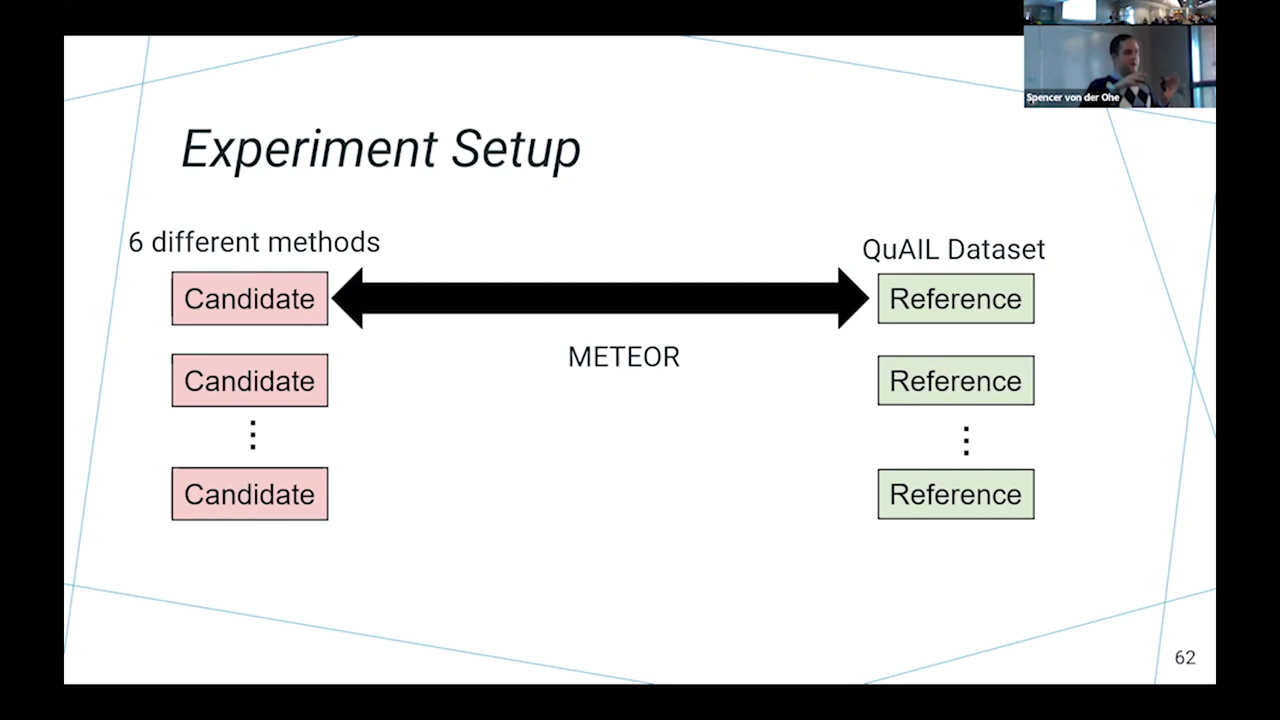 Spencer von der Ohe
Experiment Setup
6 different methods
QuAIL Dataset
Candidate
Reference
METEOR
Candidate
Reference
Candidate
Reference
62